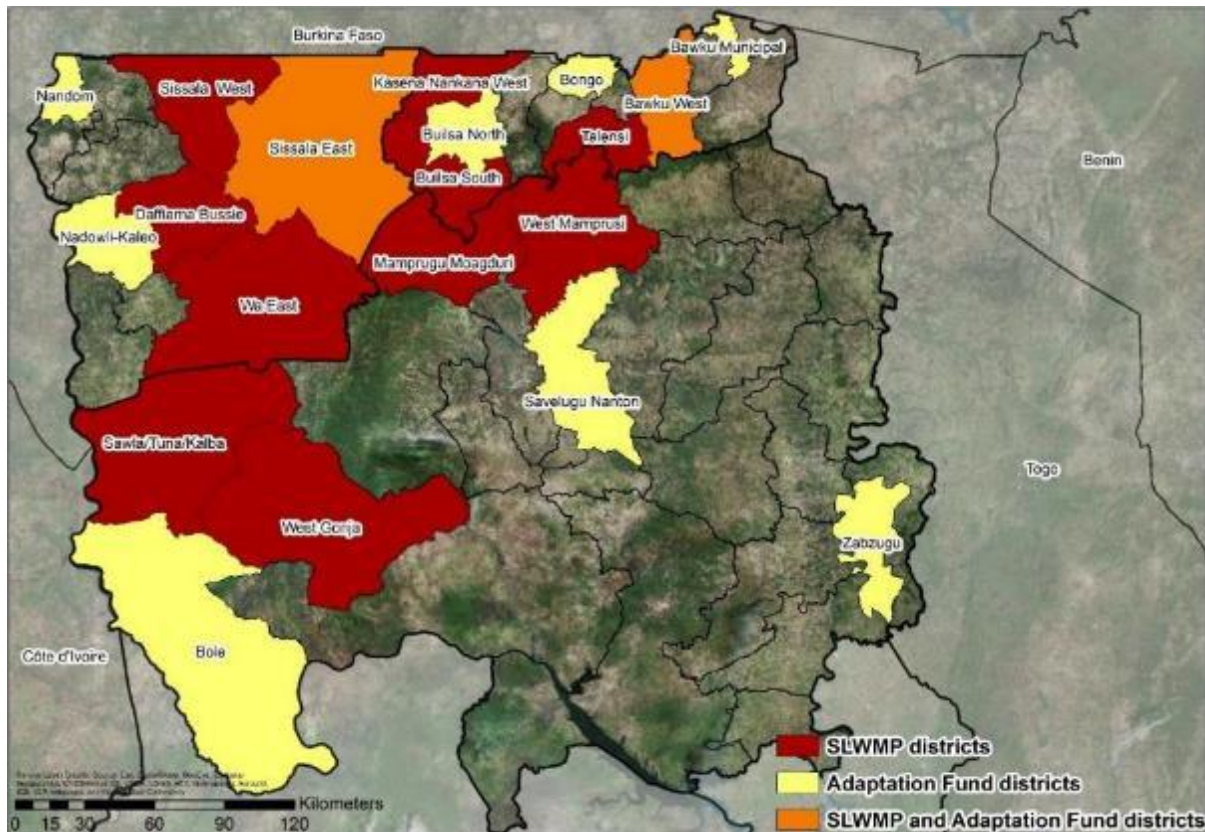 Burkina Faso
Bawku Municipal
Sissala West
Kasena Nankana West
Bongo
Nandom
Bawku West
Builsa North
Talensi
Sissala East
Benin
Builsa South
Daffiama Bussie
West Mamprusi
Nadowli-Kaleo
Mamprugu Moagduri
Wa East
Savelugu Nanton
Sawla/Tuna/Kalba
Togo
West Gonja
Zabzugu
Côte d'Ivoire
Bole
SLWMP districts
Adaptation Fund districts
SLWMP and Adaptation Fund districts
Kilometers
0 15 30 60 90 120